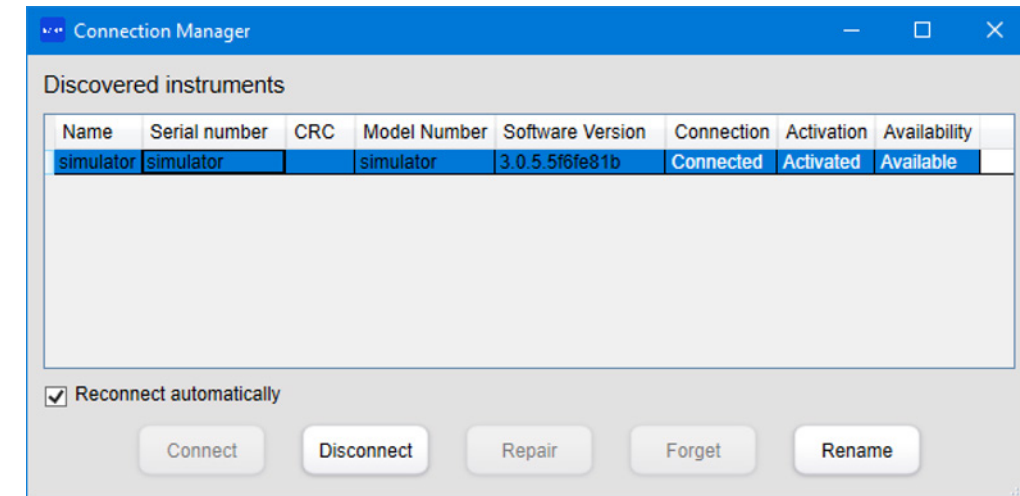 Connection Manager
Discovered instruments
Name Serial number CRC Model Number Software Version Connection Activation Availability
simulator simulator simulator 3.0.5.5f6fe81b Connected Activated Available
Reconnect automatically
Connect Disconnect Repair Forget Rename